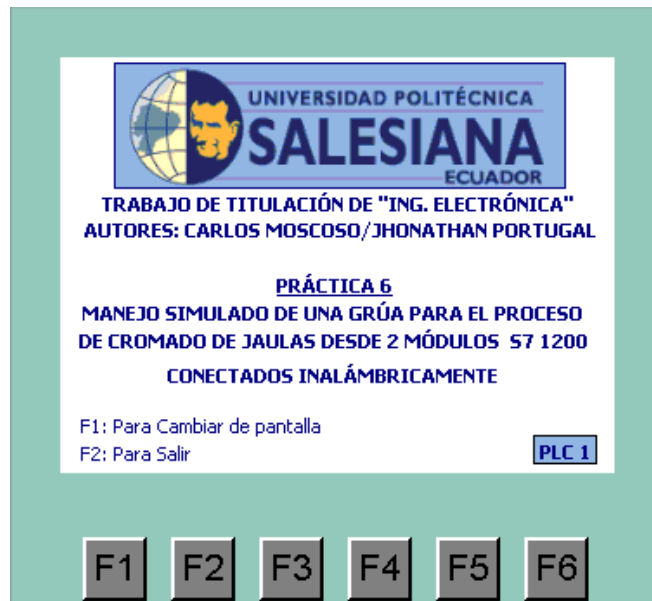 UNIVERSIDAD POLITÉCNICA
SALESIANA
ECUADOR
TRABAJO DE TITULACIÓN DE "ING. ELECTRÓNICA"
AUTORES: CARLOS MOSCOSO/JHONATHAN PORTUGAL
PRÁCTICA 6
MANEJO SIMULADO DE UNA GRÚA PARA EL PROCESO
DE CROMADO DE JAULAS DESDE 2 MÓDULOS S7 1200
CONECTADOS INALÁMBRICAMENTE
F1: Para Cambiar de pantalla
F2: Para Salir
PLC 1
F1 F2 F3 F4 F5 F6